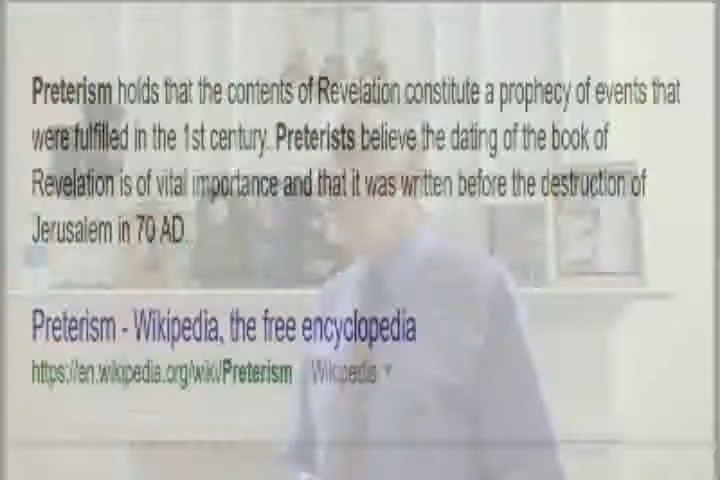 Preterism holds that the contents of Revelation constitute a prophecy of events that
were fulfilled in the 1st century. Preterists believe the dating of the book of
Revelation is of vital importance and that it was written before the destruction of
Jerusalem in 70 AD.
Preterism - Wikipedia, the free encyclopedia
https://en.wikipedia.org/wiki/Preterism Wikipedia